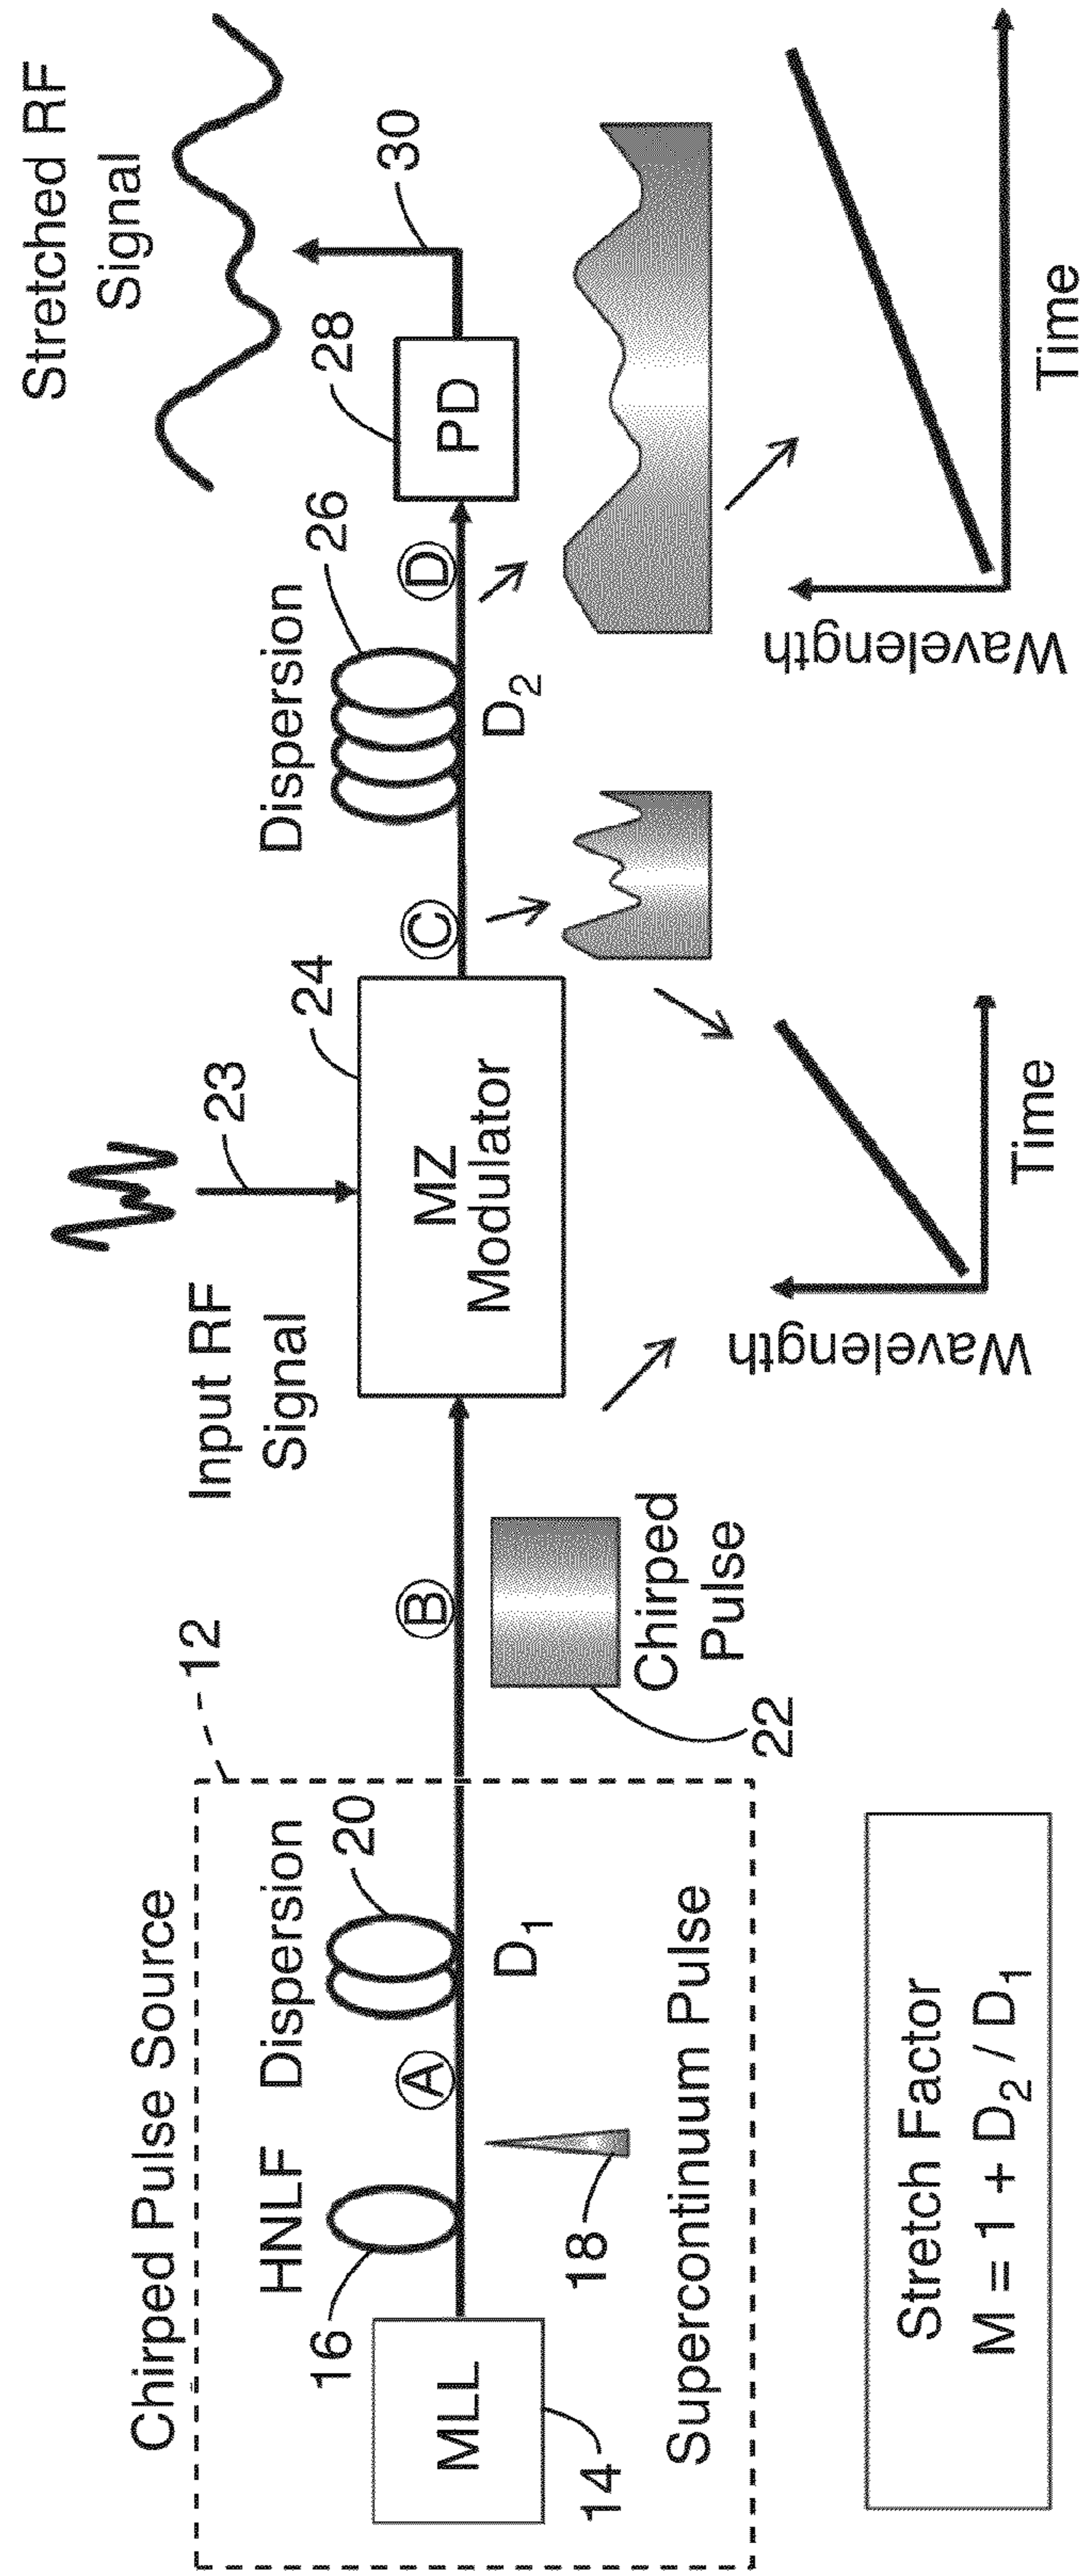 Chirped Pulse Source
12
HNLF
Dispersion
16
20
MLL
14
A
D1
18
Supercontinuum Pulse
B
Chirped
Pulse
22
Input RF
Signal
23
24
MZ
Modulator
C
Dispersion
26
D2
D
28
PD
30
Stretched RF
Signal
Wavelength
Time
Wavelength
Time
Stretch Factor
M = 1 + D2 / D1